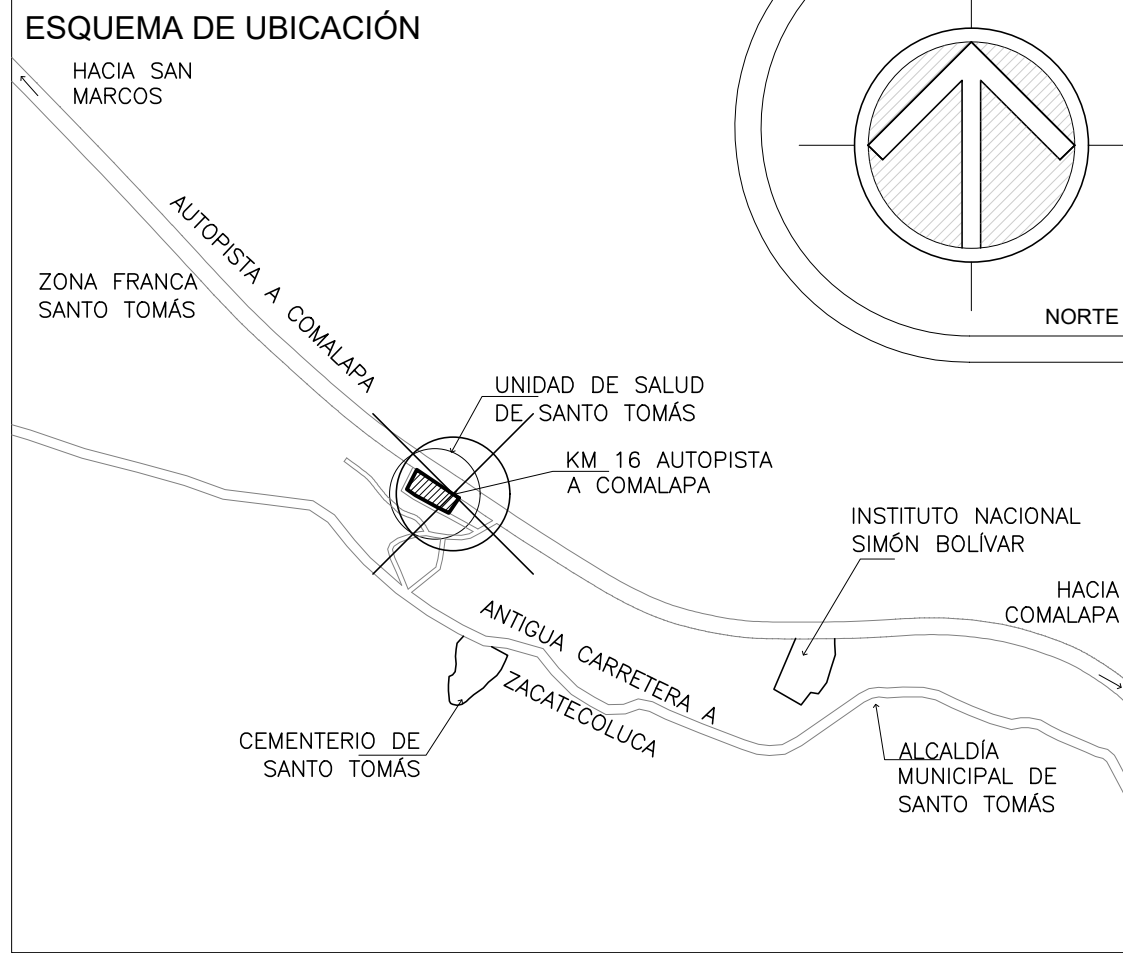 ESQUEMA DE UBICACIÓN
HACIA SAN
MARCOS
NORTE
AUTOPISTA A COMALAPA
ZONA FRANCA
SANTO TOMÁS
UNIDAD DE SALUD
DE SANTO TOMÁS
KM 16 AUTOPISTA
A COMALAPA
INSTITUTO NACIONAL
SIMÓN BOLÍVAR
HACIA
COMALAPA
ANTIGUA CARRETERA A
ZACATECOLUCA
CEMENTERIO DE
SANTO TOMÁS
ALCALDÍA
MUNICIPAL DE
SANTO TOMÁS